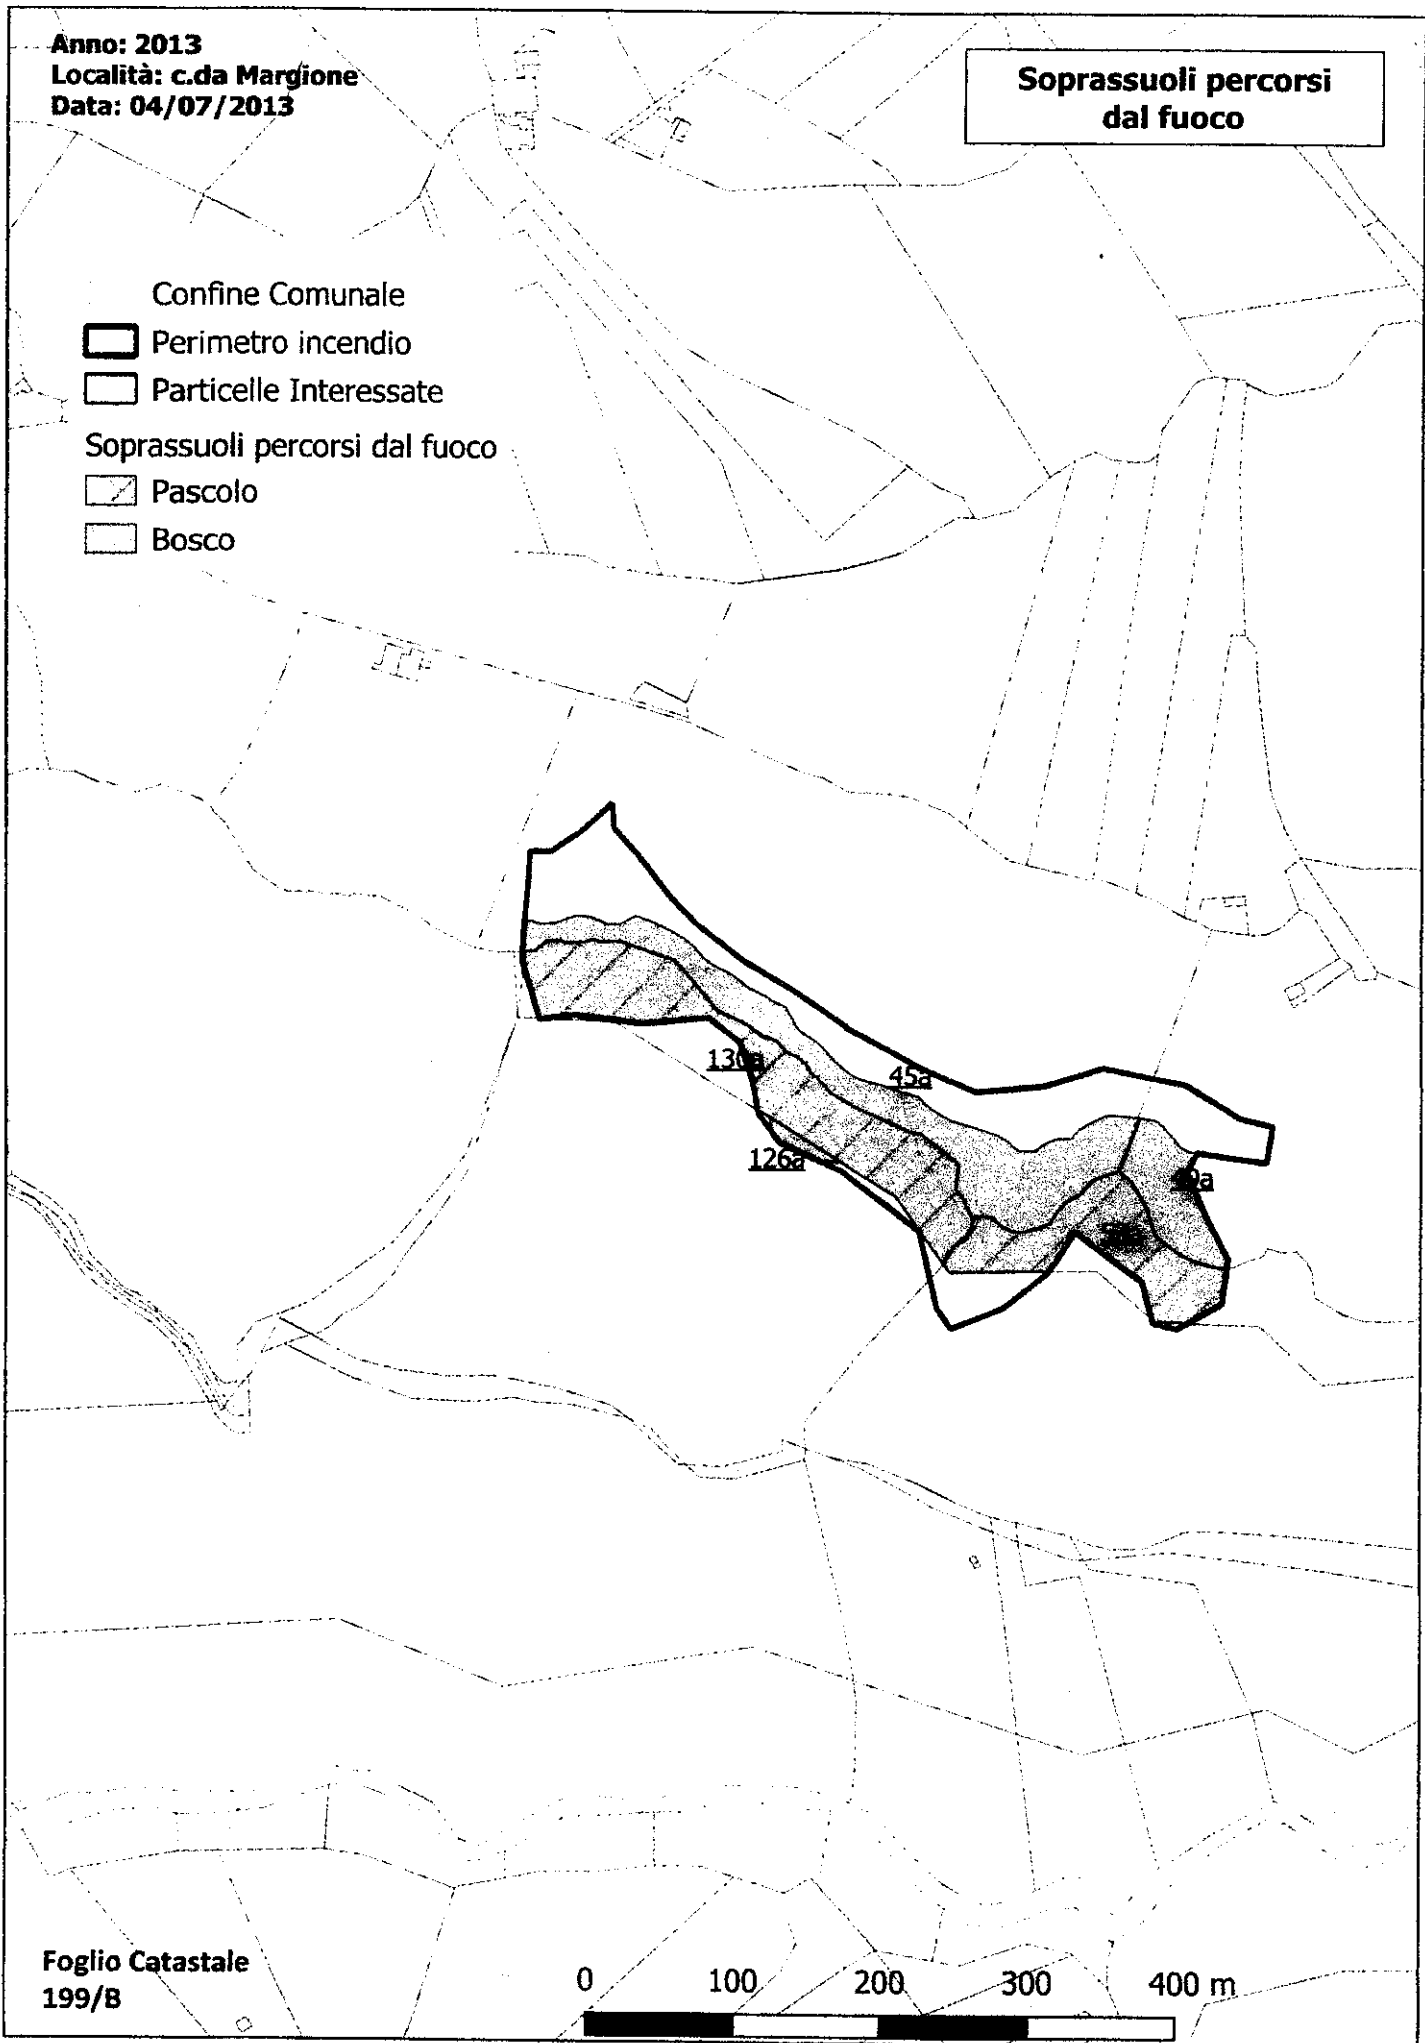 Anno: 2013
Località: c.da Margione
Data: 04/07/2013
Soprassuoli percorsi
dal fuoco
Confine Comunale
Perimetro incendio
Particelle Interessate
Soprassuoli percorsi dal fuoco
Pascolo
Bosco
130a
45a
126a
Foglio Catastale
199/B
0 100 200 300 400 m